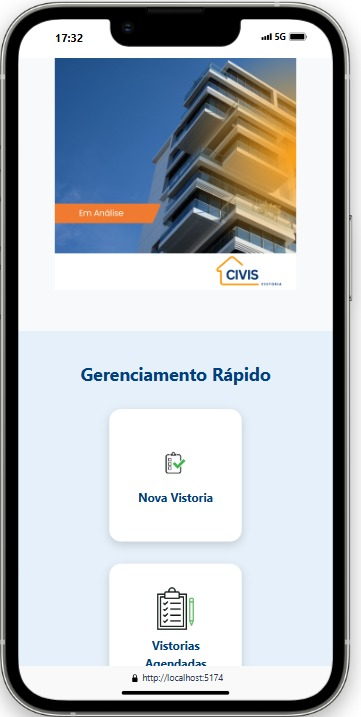 17:32
5G
Em Análise
CIVIS
VISTORIA
Gerenciamento Rápido
Nova Vistoria
Vistorias
Agendadas
http://localhost:5174